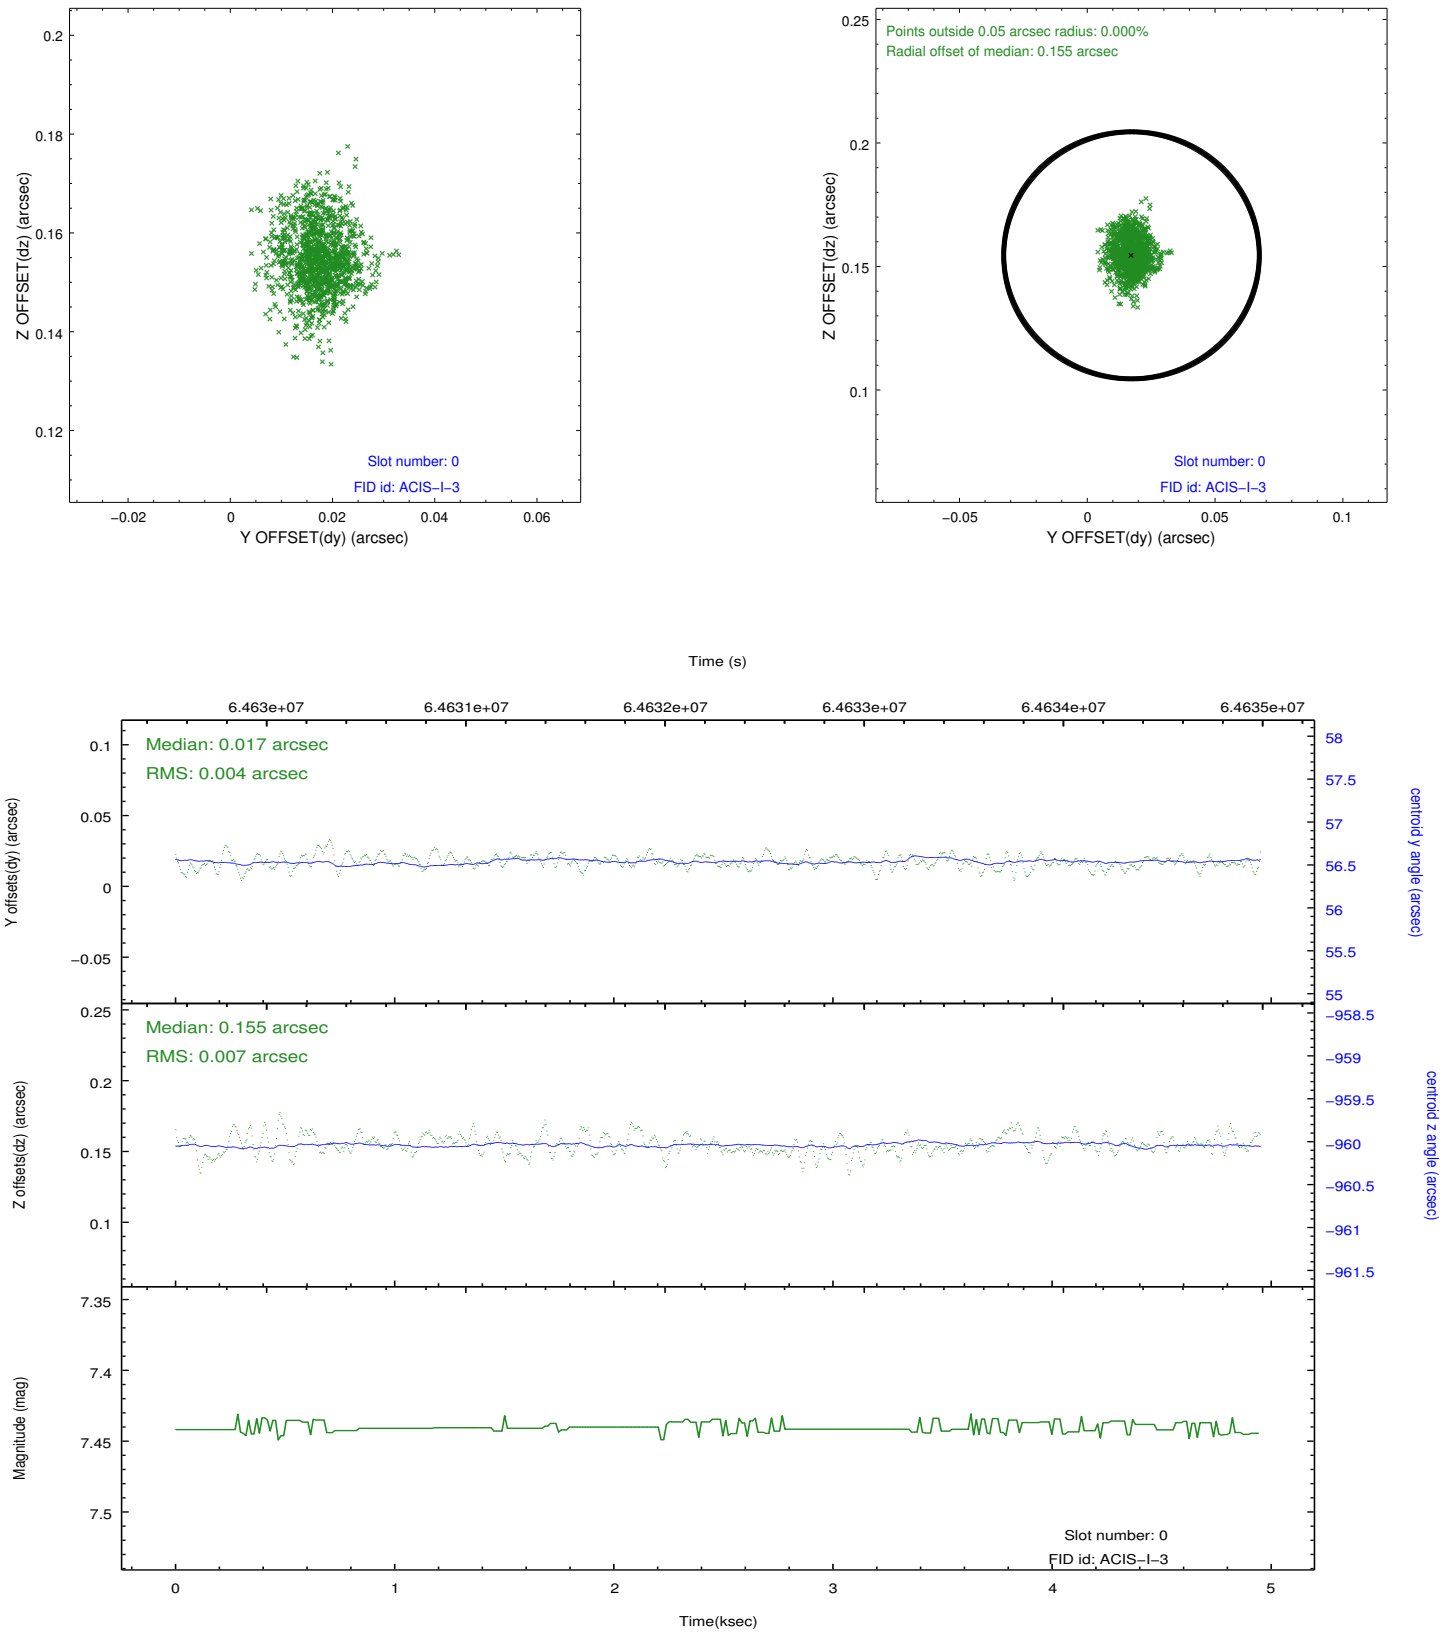 0.2
0.18
0.16
0.14
0.12
Z OFFSET(dz) (arcsec)
Slot number: 0
FID id: ACIS−I−3
−0.02 0 0.02 0.04 0.06
Y OFFSET(dy) (arcsec)
Points outside 0.05 arcsec radius: 0.000%
Radial offset of median: 0.155 arcsec
0.25
0.2
0.15
0.1
Z OFFSET(dz) (arcsec)
Slot number: 0
FID id: ACIS−I−3
−0.05 0 0.05 0.1
Y OFFSET(dy) (arcsec)
Time (s)
6.463e+07 6.4631e+07 6.4632e+07 6.4633e+07 6.4634e+07 6.4635e+07
Median: 0.017 arcsec
RMS: 0.004 arcsec
0.1
0.05
0
−0.05
Y offsets(dy) (arcsec)
58
57.5
57
56.5
56
55.5
55
centroid y angle (arcsec)
Median: 0.155 arcsec
RMS: 0.007 arcsec
0.25
0.2
0.15
0.1
Z offsets(dz) (arcsec)
−958.5
−959
−959.5
−960
−960.5
−961
−961.5
centroid z angle (arcsec)
7.35
7.4
7.45
7.5
Magnitude (mag)
Slot number: 0
FID id: ACIS−I−3
0 1 2 3 4 5
Time(ksec)